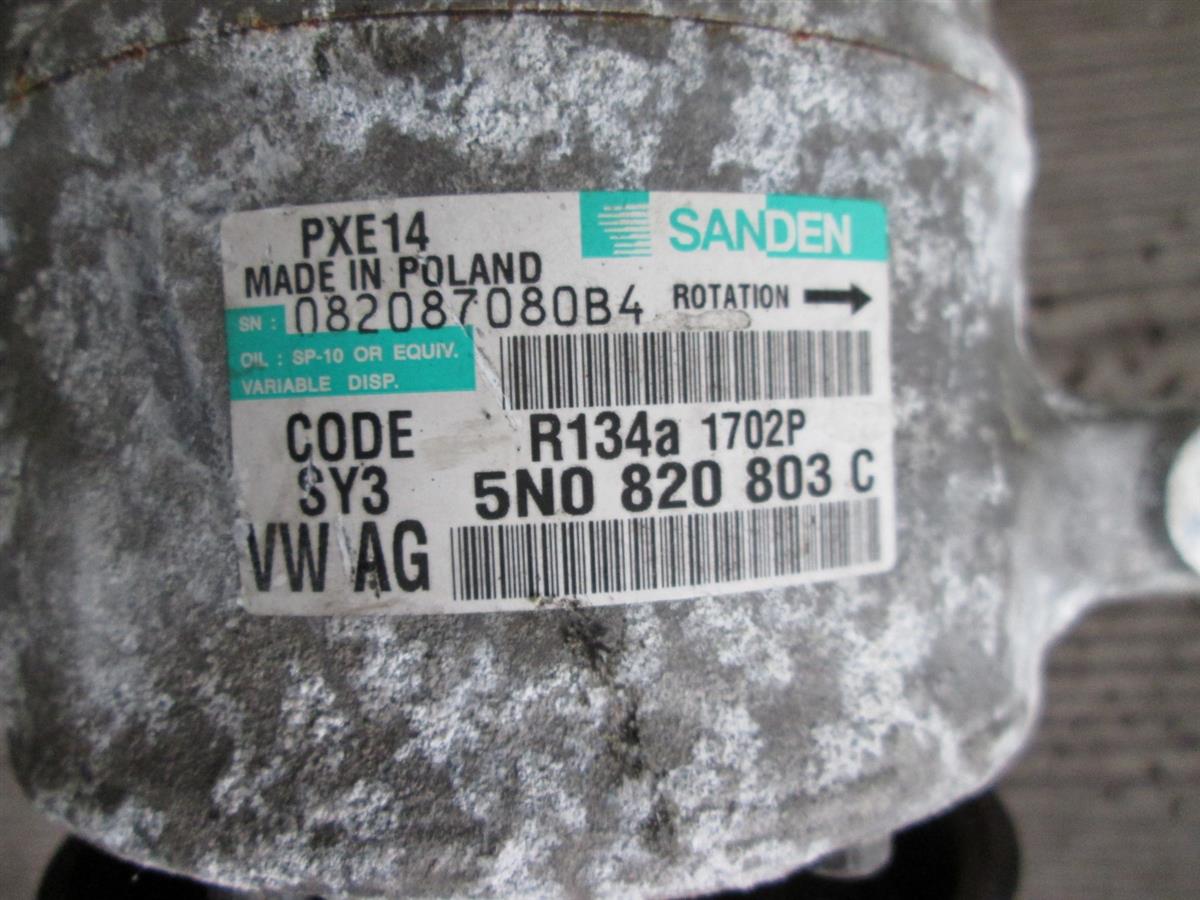 PXE14
SANDEN
MADE IN POLAND
SN : 082087080B4
ROTATION
OIL : SP-10 OR EQUIV.
VARIABLE DISP.
CODE
R134a 1702P
SY3
5N0 820 803 C
VW AG